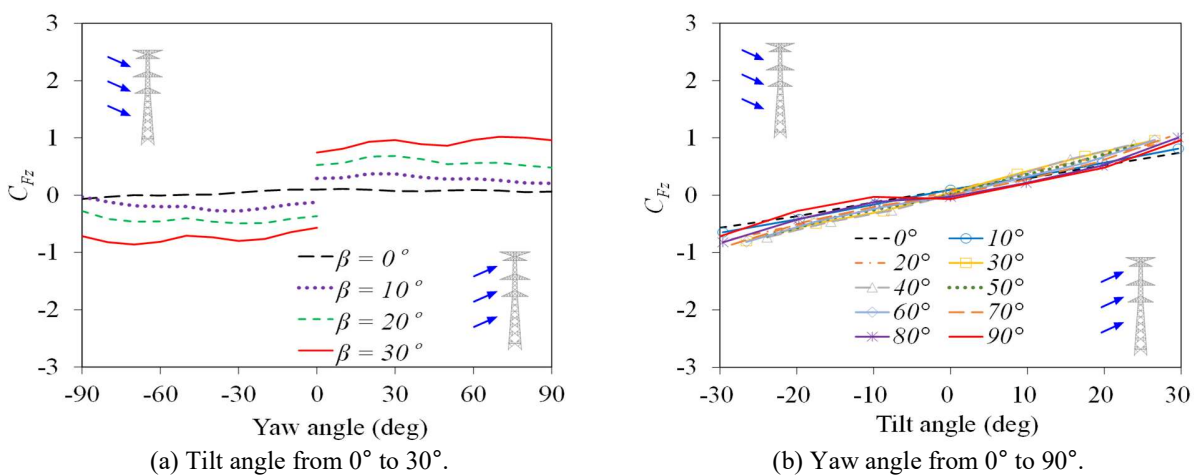 3
2
1
0
-1
-2
-3
C_Fz
-90 -60 -30 0 30 60 90
Yaw angle (deg)
β = 0°
β = 10°
β = 20°
β = 30°
(a) Tilt angle from 0° to 30°.
3
2
1
0
-1
-2
-3
C_Fz
-30 -20 -10 0 10 20 30
Tilt angle (deg)
0° 10°
20° 30°
40° 50°
60° 70°
80° 90°
(b) Yaw angle from 0° to 90°.